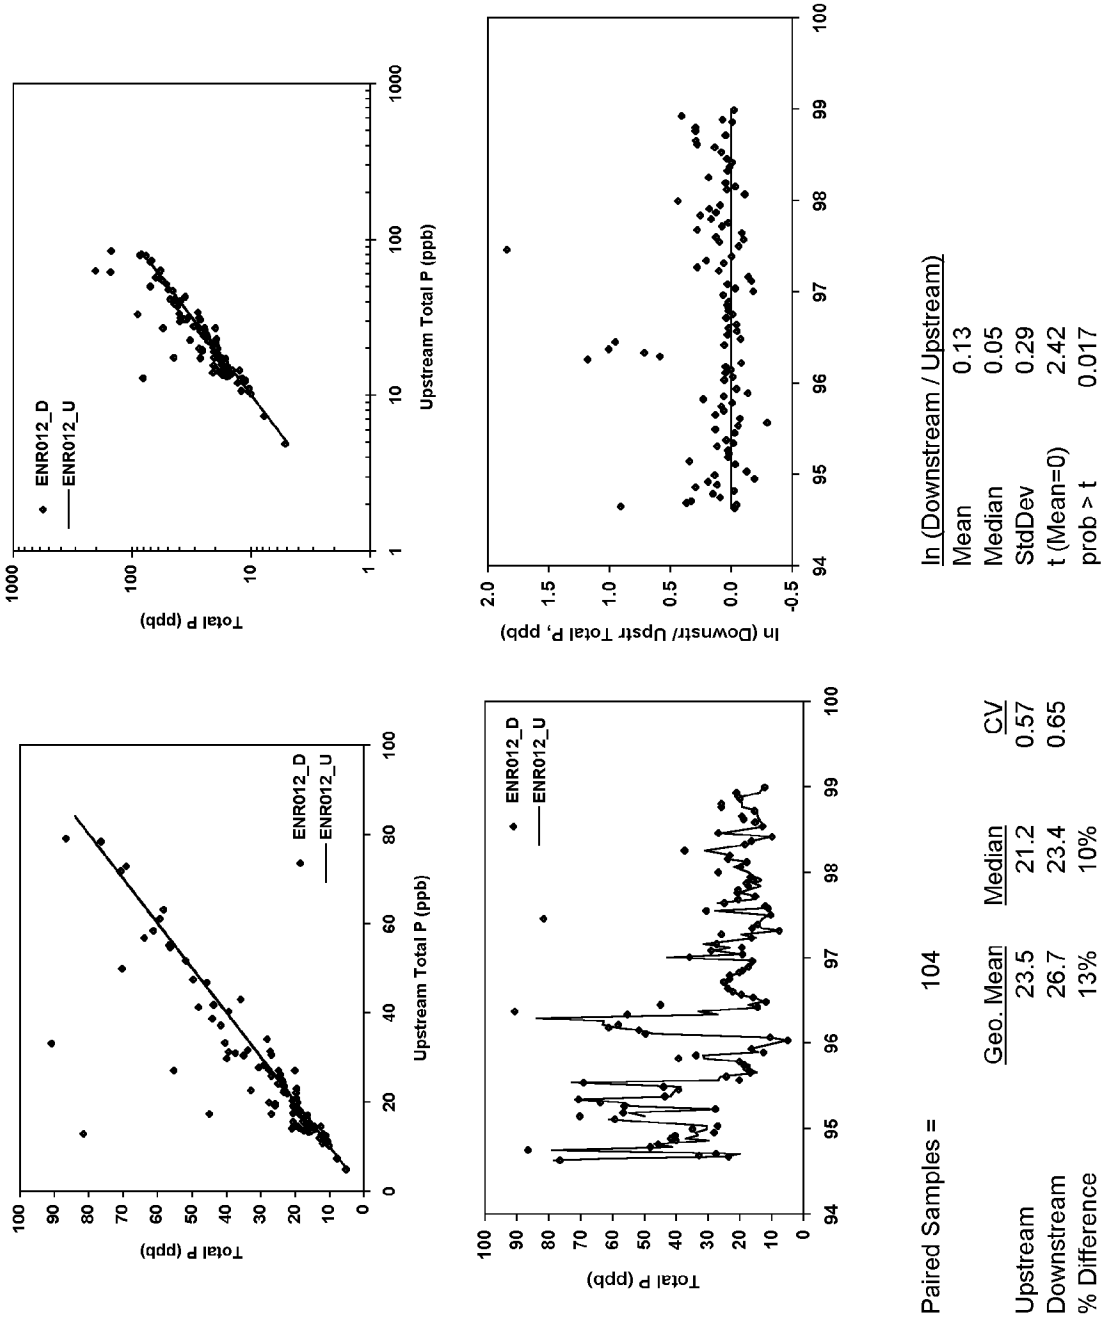 1000
100
10
1
Total P (ppb)
1
10
100
1000
Upstream Total P (ppb)
ENR012_D
ENR012_U
100
90
80
70
60
50
40
30
20
10
0
Total P (ppb)
0
20
40
60
80
100
Upstream Total P (ppb)
ENR012_D
ENR012_U
2.0
1.5
1.0
0.5
0.0
-0.5
ln (Downstr/ Upstr Total P, ppb)
94
95
96
97
98
99
100
100
90
80
70
60
50
40
30
20
10
0
Total P (ppb)
94
95
96
97
98
99
100
ENR012_D
ENR012_U
Paired Samples = 104
Geo. Mean Median CV
Upstream 23.5 21.2 0.57
Downstream 26.7 23.4 0.65
% Difference 13% 10%
ln (Downstream / Upstream)
Mean 0.13
Median 0.05
StdDev 0.29
t (Mean=0) 2.42
prob > t 0.017